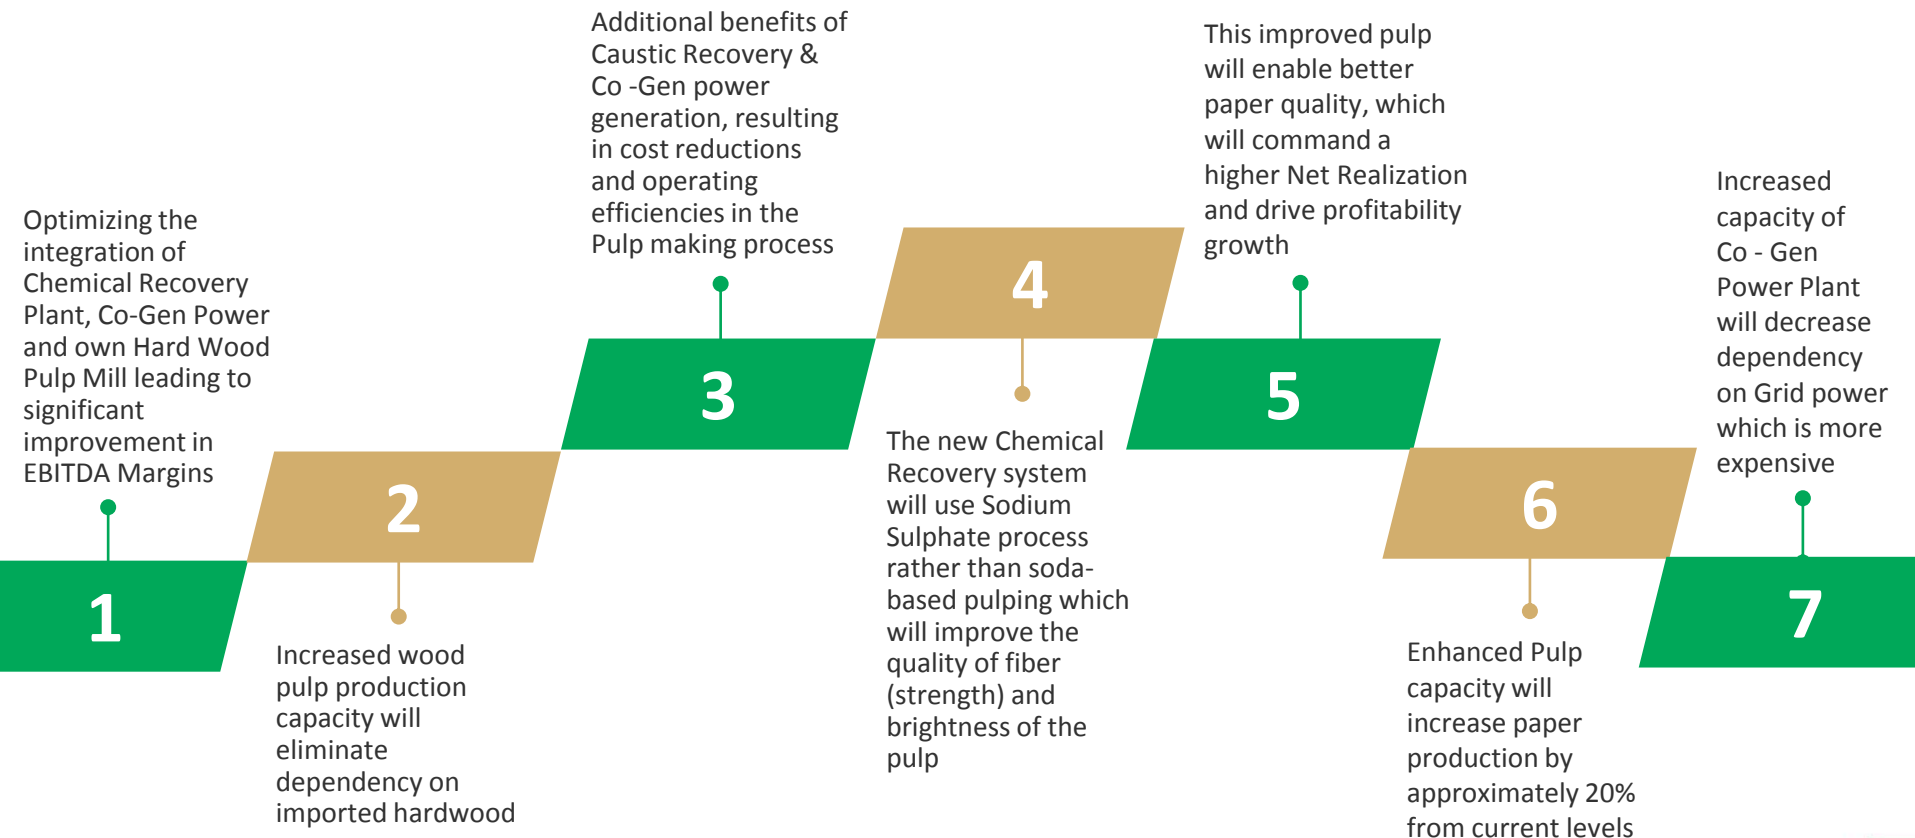 Optimizing the
integration of
Chemical Recovery
Plant, Co-Gen Power
and own Hard Wood
Pulp Mill leading to
significant
improvement in
EBITDA Margins
1
2
Increased wood
pulp production
capacity will
eliminate
dependency on
imported hardwood
Additional benefits of
Caustic Recovery &
Co -Gen power
generation, resulting
in cost reductions
and operating
efficiencies in the
Pulp making process
3
4
The new Chemical
Recovery system
will use Sodium
Sulphate process
rather than soda-
based pulping which
will improve the
quality of fiber
(strength) and
brightness of the
pulp
This improved pulp
will enable better
paper quality, which
will command a
higher Net Realization
and drive profitability
growth
5
6
Enhanced Pulp
capacity will
increase paper
production by
approximately 20%
from current levels
Increased
capacity of
Co - Gen
Power Plant
will decrease
dependency
on Grid power
which is more
expensive
7